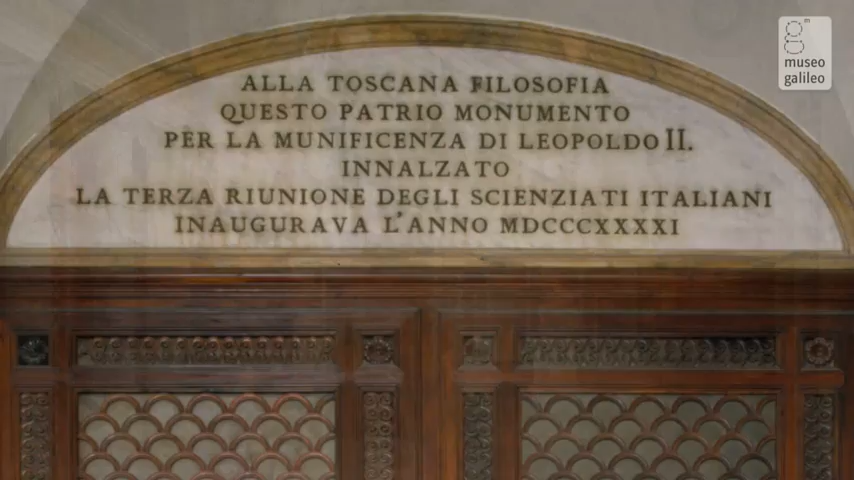 ALLA TOSCANA FILOSOFIA
QUESTO PATRIO MONUMENTO
PER LA MUNIFICENZA DI LEOPOLDO II.
INNALZATO
LA TERZA RIUNIONE DEGLI SCIENZIATI ITALIANI
INAUGURAVA L'ANNO MDCCCXXXXI
museo
galileo